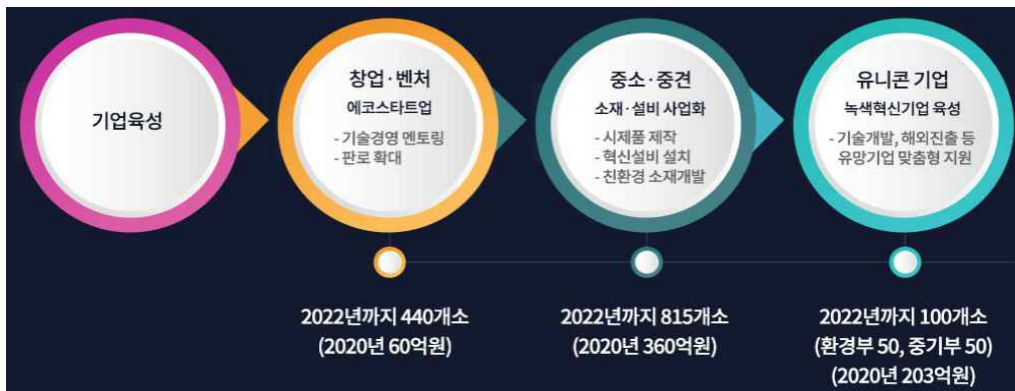 기업육성
창업·벤처
에코스타트업
- 기술경영 멘토링
- 판로 확대
중소·중견
소재·설비 사업화
- 시제품 제작
- 혁신설비 설치
- 친환경 소재개발
유니콘 기업
녹색혁신기업 육성
- 기술개발, 해외진출 등
유망기업 맞춤형 지원
2022년까지 440개소
(2020년 60억원)
2022년까지 815개소
(2020년 360억원)
2022년까지 100개소
(환경부 50, 중기부 50)
(2020년 203억원)